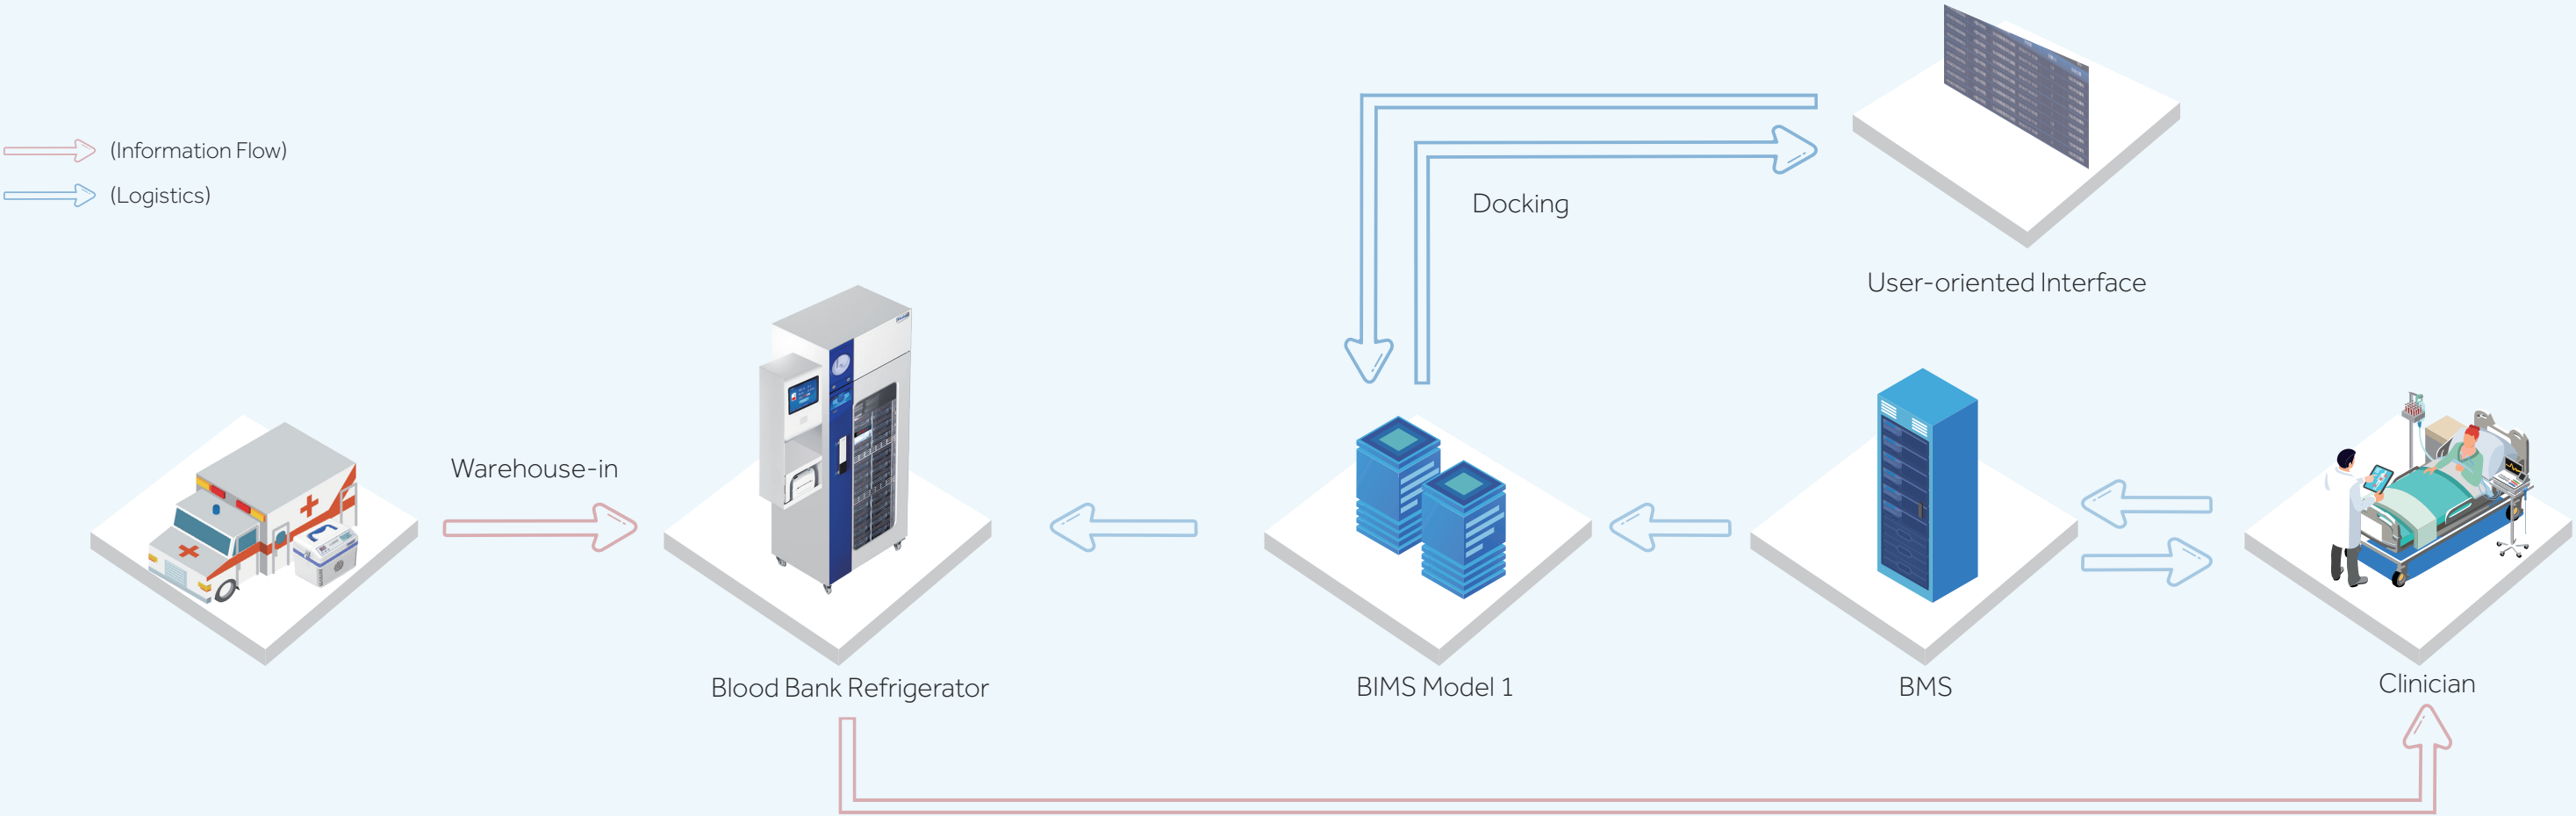 (Information Flow)
(Logistics)
Docking
User-oriented Interface
Warehouse-in
Blood Bank Refrigerator
BIMS Model 1
BMS
Clinician